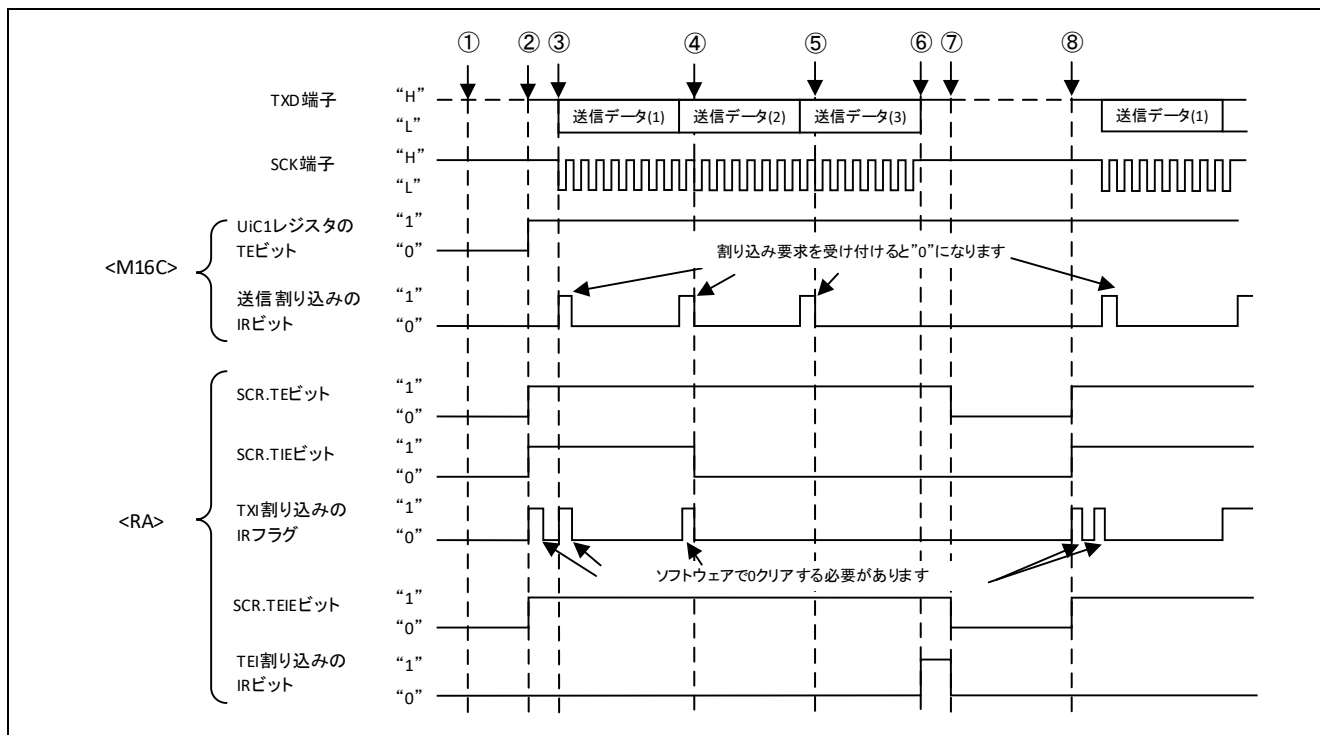 ① ② ③ ④ ⑤ ⑥ ⑦ ⑧
TXD端子 “H” “L”
送信データ(1) 送信データ(2) 送信データ(3) 送信データ(1)
SCK端子 “H” “L”
<M16C>
UiC1レジスタの
TEビット
“1”
“0”
割り込み要求を受け付けると”0”になります
送信割り込みの
IRビット
“1”
“0”
<RA>
SCR.TEビット
“1”
“0”
SCR.TIEビット
“1”
“0”
TXI割り込みの
IRフラグ
“1”
“0”
ソフトウェアで0クリアする必要があります
SCR.TEIEビット
“1”
“0”
TEI割り込みの
IRビット
“1”
“0”